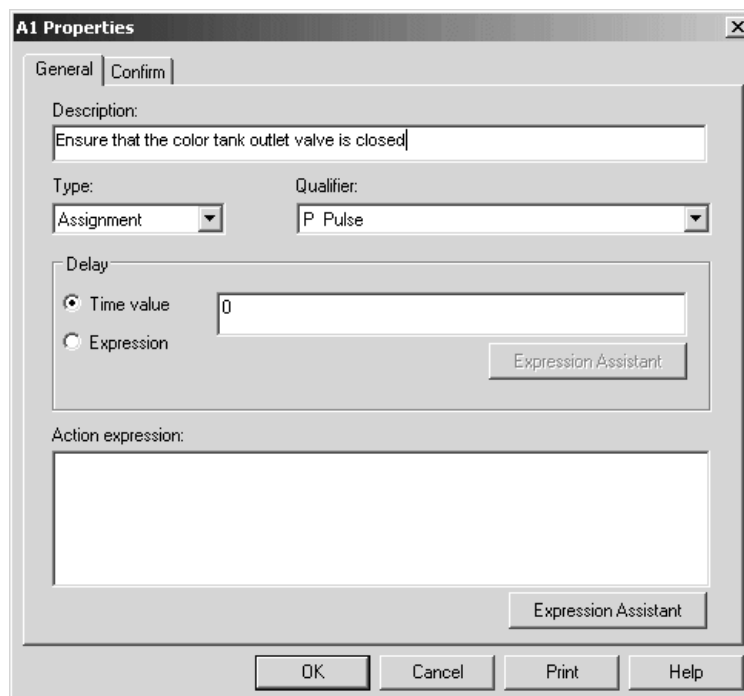 A1 Properties
General Confirm
Description:
Ensure that the color tank outlet valve is closed
Type: Qualifier:
Assignment P Pulse
Delay
Time value 0
Expression
Expression Assistant
Action expression:
Expression Assistant
OK Cancel Print Help